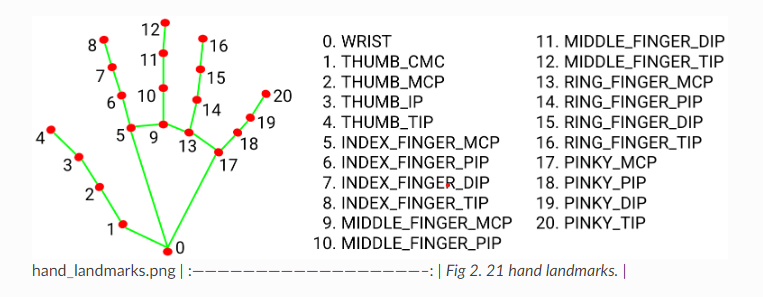 12
8
16
11
7
15
6
10
14
20
4
5
9
13
19
18
3
17
2
1
0
0. WRIST
1. THUMB_CMC
2. THUMB_MCP
3. THUMB_IP
4. THUMB_TIP
5. INDEX_FINGER_MCP
6. INDEX_FINGER_PIP
7. INDEX_FINGER_DIP
8. INDEX_FINGER_TIP
9. MIDDLE_FINGER_MCP
10. MIDDLE_FINGER_PIP
11. MIDDLE_FINGER_DIP
12. MIDDLE_FINGER_TIP
13. RING_FINGER_MCP
14. RING_FINGER_PIP
15. RING_FINGER_DIP
16. RING_FINGER_TIP
17. PINKY_MCP
18. PINKY_PIP
19. PINKY_DIP
20. PINKY_TIP
hand_landmarks.png | :———————————————————–: | Fig 2. 21 hand landmarks. |